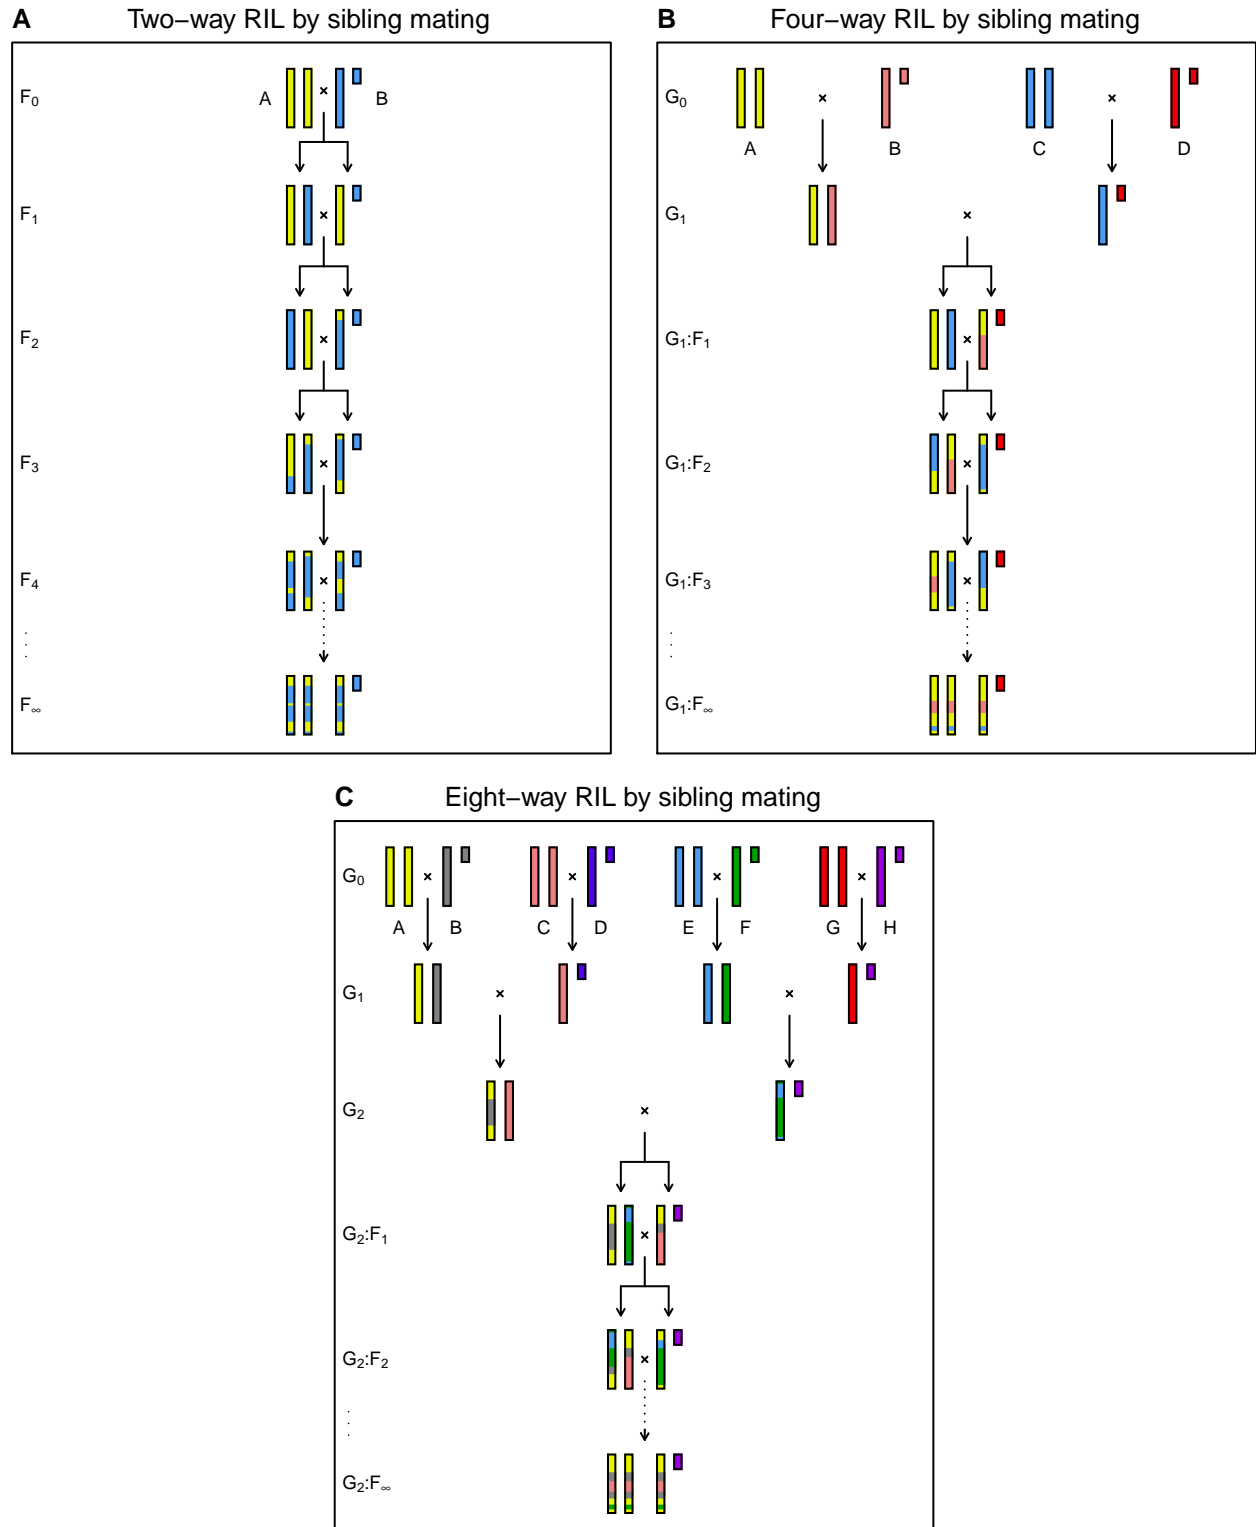 A Two−way RIL by sibling mating
F₀ A × B
F₁ ×
F₂ ×
F₃ ×
F₄ ×
F∞
B Four−way RIL by sibling mating
G₀ × ×
A B C D
G₁ ×
G₁:F₁ ×
G₁:F₂ ×
G₁:F₃ ×
G₁:F∞
C Eight−way RIL by sibling mating
G₀ × × × ×
A B C D E F G H
G₁ × ×
G₂ ×
G₂:F₁ ×
G₂:F₂ ×
G₂:F∞